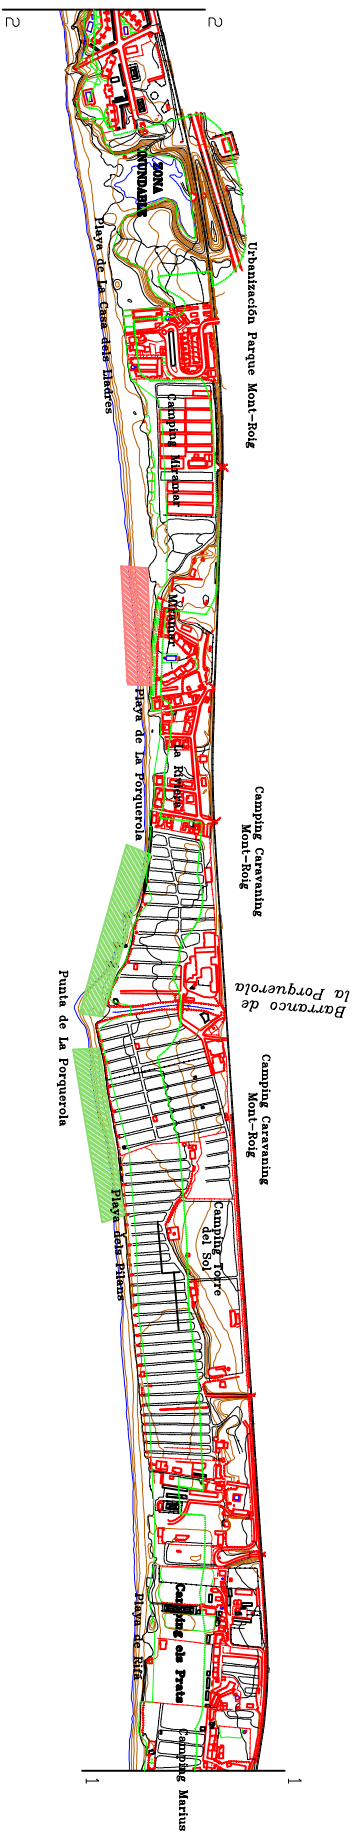 2
2
ZONA
INUNDABLE
Urbanización Parque Mont-Roig
Playa de La Casa dels Lladres
Camping Miramar
Miramar
Playa de La Porquerola
La Riviera
Camping Caravaning
Mont-Roig
Barranco de
la Porquerola
Punta de La Porquerola
Camping Caravaning
Mont-Roig
Playa dels Pilans
Camping Torre
del Sol
Camping els Prats
Playa de Rifá
Camping Marius
1
1